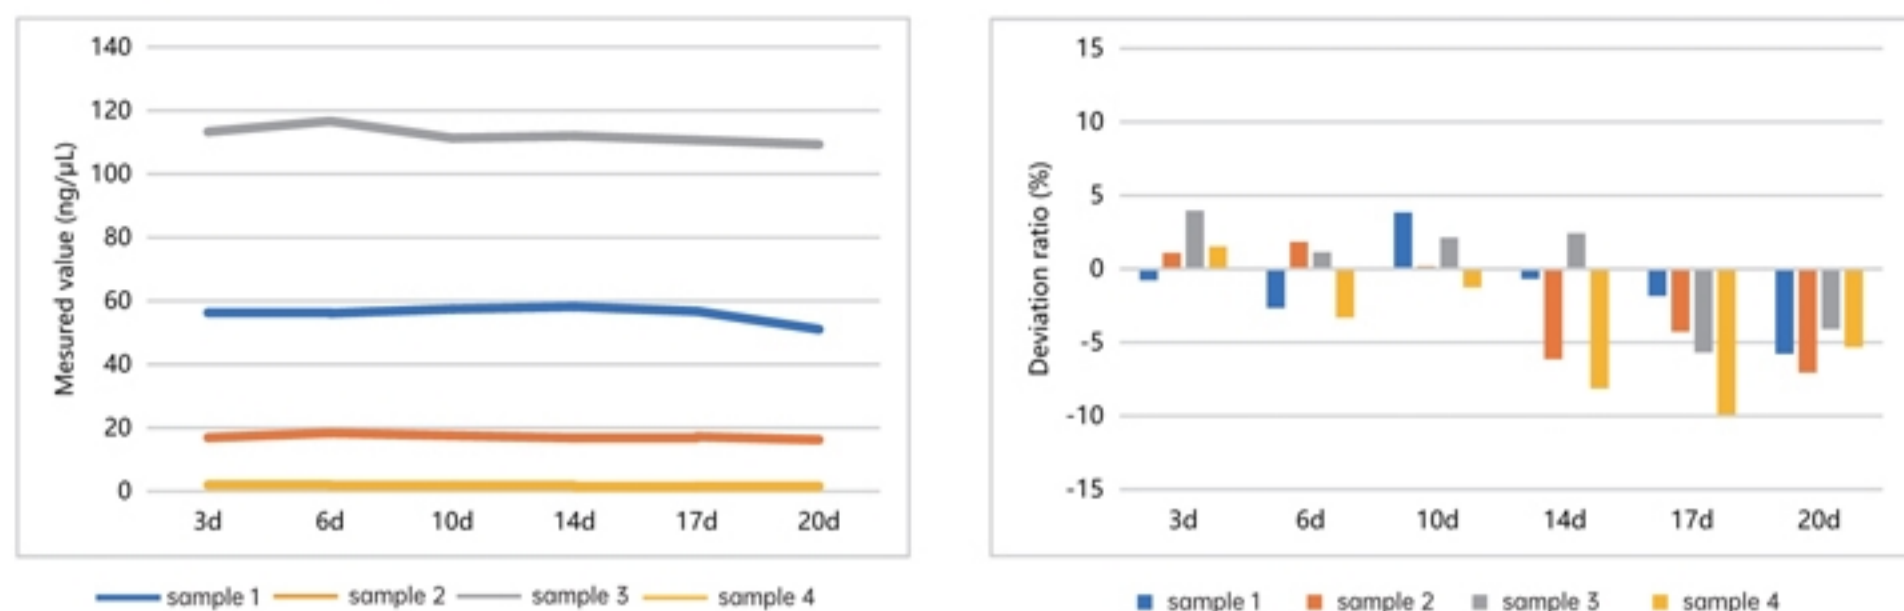 Mesured value (ng/µL)
140
120
100
80
60
40
20
0
3d 6d 10d 14d 17d 20d
sample 1 sample 2 sample 3 sample 4
Deviation ratio (%)
15
10
5
0
-5
-10
-15
3d 6d 10d 14d 17d 20d
sample 1 sample 2 sample 3 sample 4